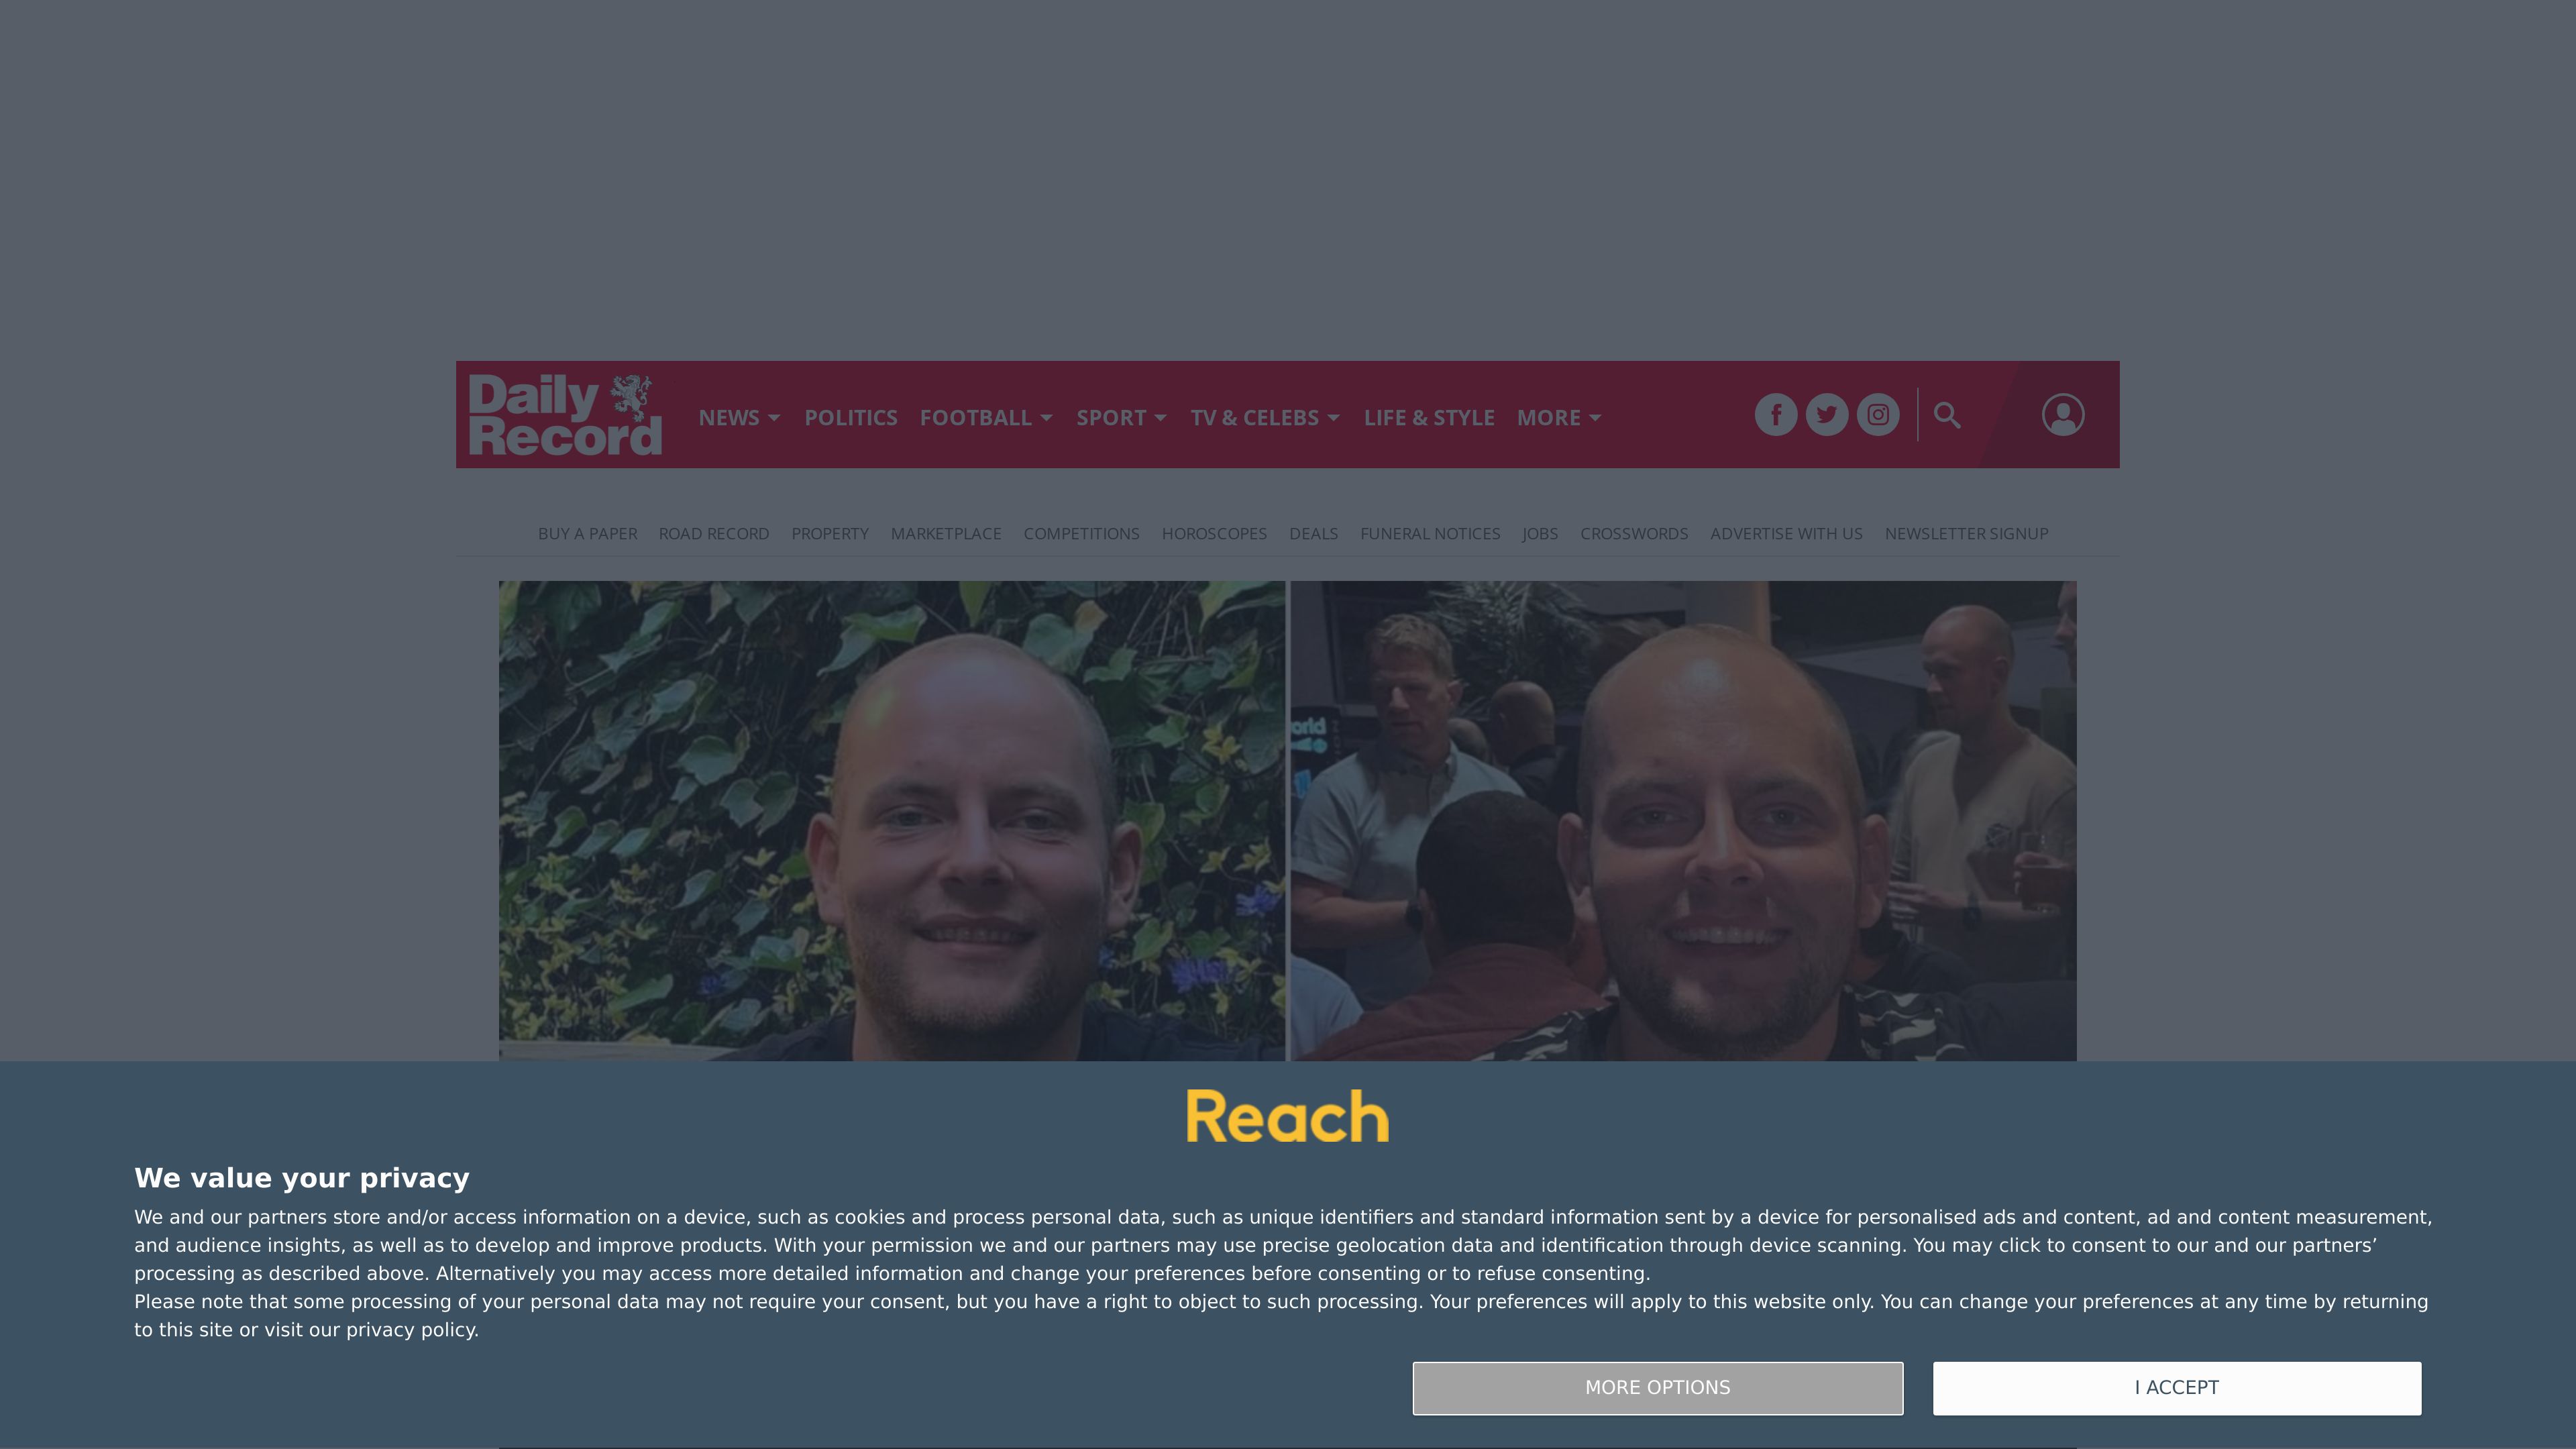 Daily
Record
NEWS POLITICS FOOTBALL SPORT TV & CELEBS LIFE & STYLE MORE
BUY A PAPER ROAD RECORD PROPERTY MARKETPLACE COMPETITIONS HOROSCOPES DEALS FUNERAL NOTICES JOBS CROSSWORDS ADVERTISE WITH US NEWSLETTER SIGNUP
Reach
We value your privacy
We and our partners store and/or access information on a device, such as cookies and process personal data, such as unique identifiers and standard information sent by a device for personalised ads and content, ad and content measurement,
and audience insights, as well as to develop and improve products. With your permission we and our partners may use precise geolocation data and identification through device scanning. You may click to consent to our and our partners’
processing as described above. Alternatively you may access more detailed information and change your preferences before consenting or to refuse consenting.
Please note that some processing of your personal data may not require your consent, but you have a right to object to such processing. Your preferences will apply to this website only. You can change your preferences at any time by returning
to this site or visit our privacy policy.
MORE OPTIONS I ACCEPT